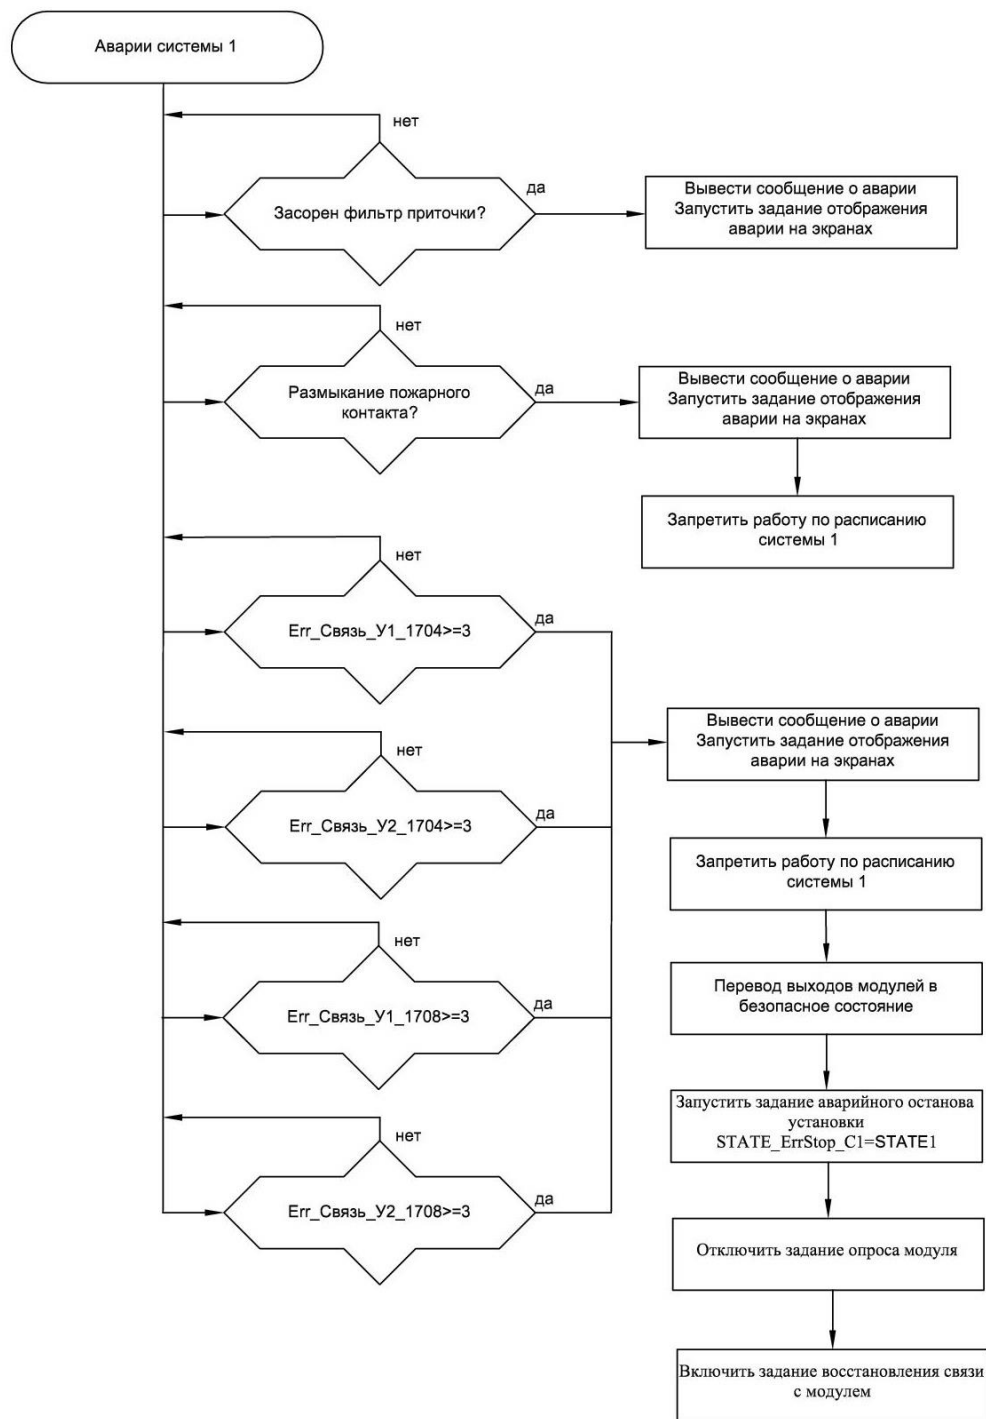 Аварии системы 1
нет
Засорен фильтр приточки?
да
Вывести сообщение о аварии
Запустить задание отображения
аварии на экранах
нет
Размыкание пожарного
контакта?
да
Вывести сообщение о аварии
Запустить задание отображения
аварии на экранах
Запретить работу по расписанию
системы 1
нет
Err_Связь_У1_1704>=3
да
Вывести сообщение о аварии
Запустить задание отображения
аварии на экранах
нет
Err_Связь_У2_1704>=3
да
Запретить работу по расписанию
системы 1
нет
Err_Связь_У1_1708>=3
да
Перевод выходов модулей в
безопасное состояние
Запустить задание аварийного останова
установки
STATE_ErrStop_C1=STATE1
нет
Err_Связь_У2_1708>=3
да
Отключить задание опроса модуля
Включить задание восстановления связи
с модулем